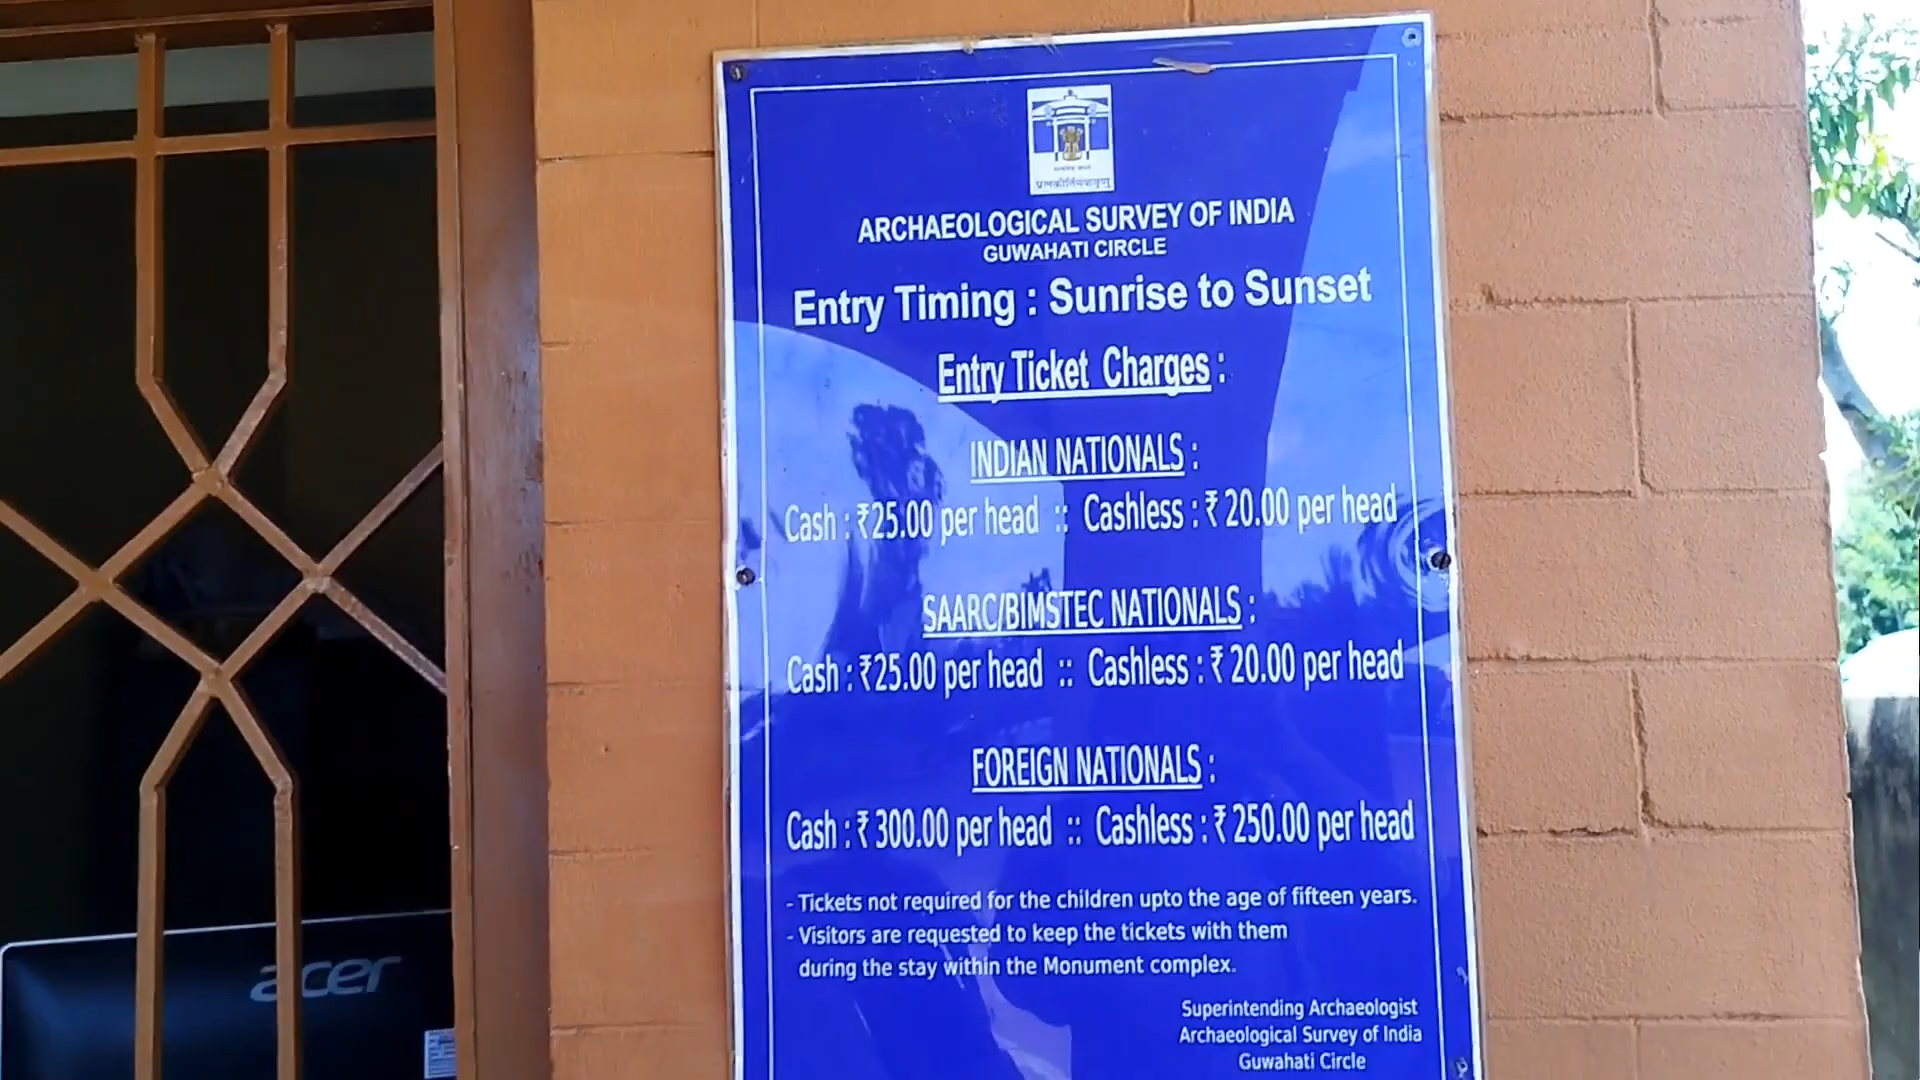 प्रत्नकीर्तिमपावृणु
ARCHAEOLOGICAL SURVEY OF INDIA
GUWAHATI CIRCLE
Entry Timing : Sunrise to Sunset
Entry Ticket Charges :
INDIAN NATIONALS :
Cash : ₹25.00 per head :: Cashless : ₹ 20.00 per head
SAARC/BIMSTEC NATIONALS :
Cash : ₹25.00 per head :: Cashless : ₹ 20.00 per head
FOREIGN NATIONALS :
Cash : ₹ 300.00 per head :: Cashless : ₹ 250.00 per head
- Tickets not required for the children upto the age of fifteen years.
- Visitors are requested to keep the tickets with them
during the stay within the Monument complex.
Superintending Archaeologist
Archaeological Survey of India
Guwahati Circle
acer